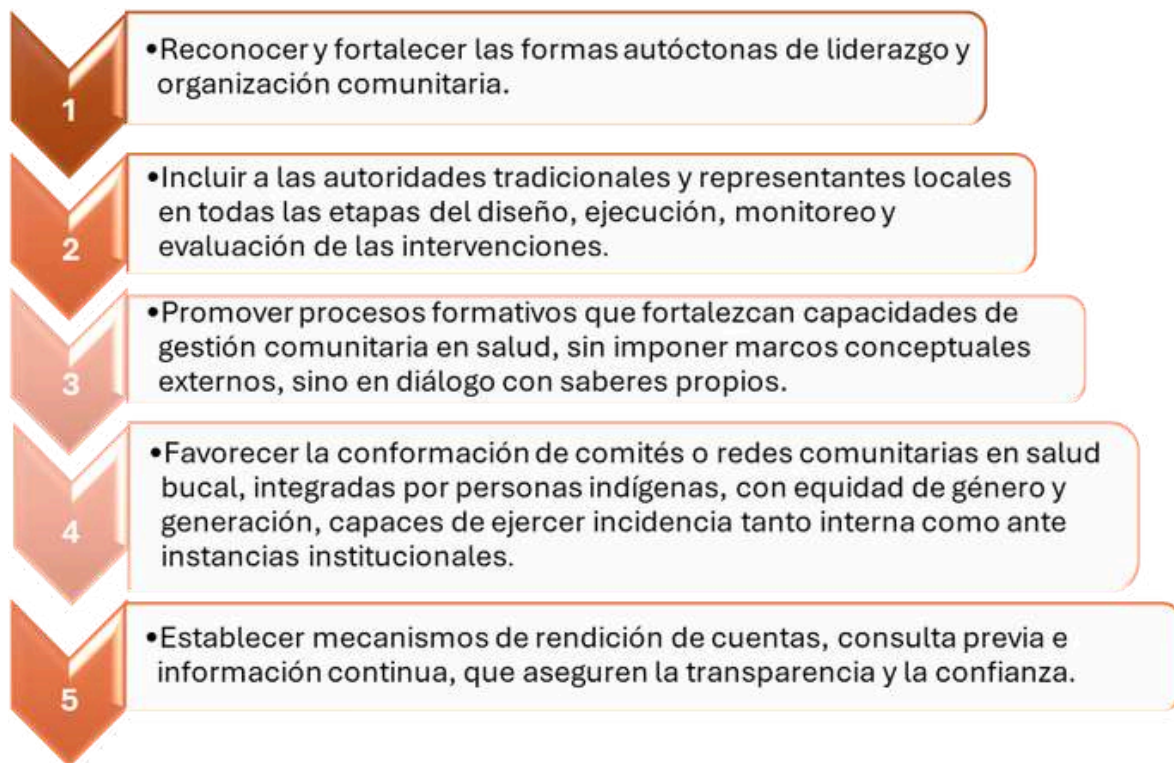 1
•Reconocer y fortalecer las formas autóctonas de liderazgo y
organización comunitaria.
2
•Incluir a las autoridades tradicionales y representantes locales
en todas las etapas del diseño, ejecución, monitoreo y
evaluación de las intervenciones.
3
•Promover procesos formativos que fortalezcan capacidades de
gestión comunitaria en salud, sin imponer marcos conceptuales
externos, sino en diálogo con saberes propios.
4
•Favorecer la conformación de comités o redes comunitarias en salud
bucal, integradas por personas indígenas, con equidad de género y
generación, capaces de ejercer incidencia tanto interna como ante
instancias institucionales.
5
•Establecer mecanismos de rendición de cuentas, consulta previa e
información continua, que aseguren la transparencia y la confianza.